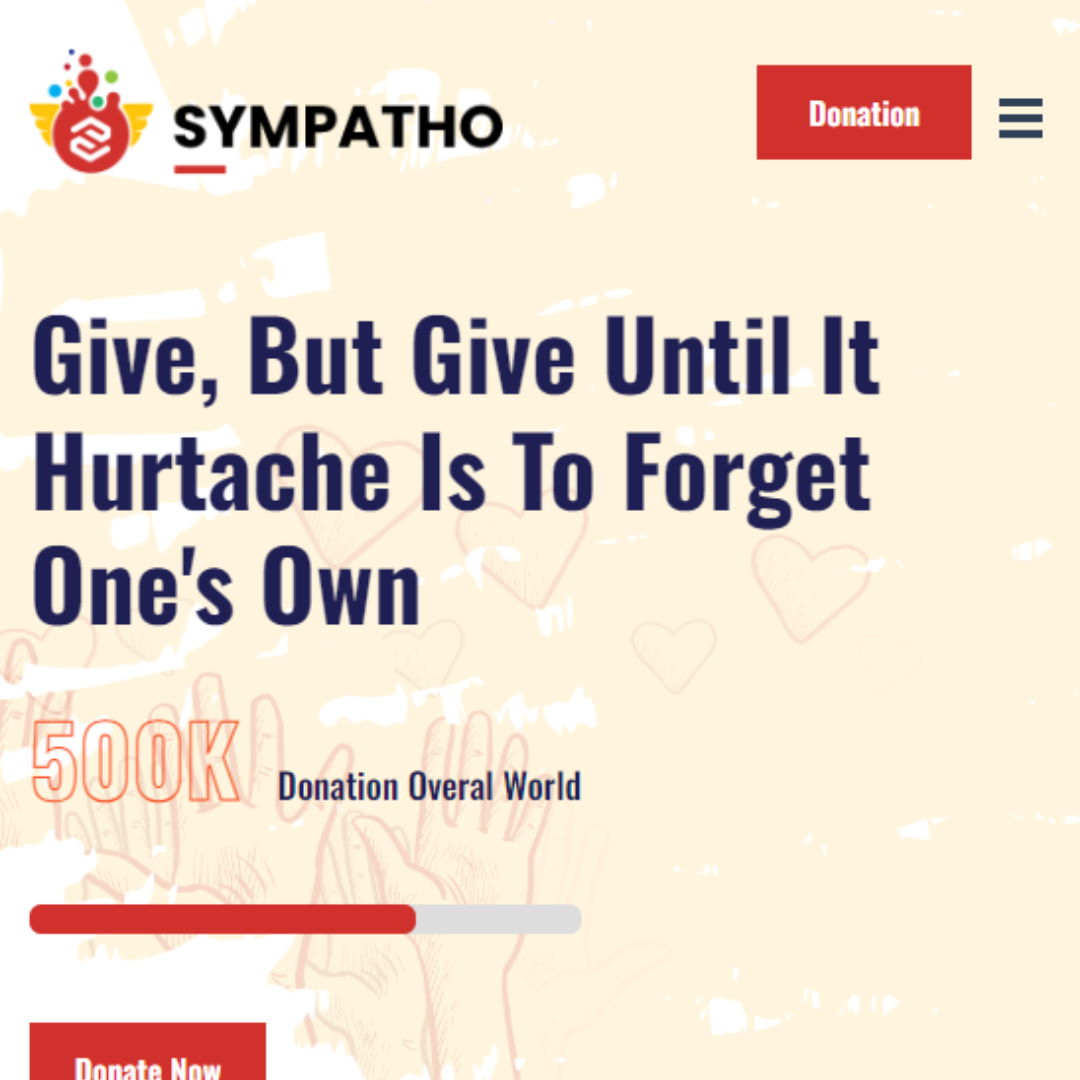 SYMPATHO
Donation
Give, But Give Until It
Hurtache Is To Forget
One's Own
500K
Donation Overal World
Donate Now